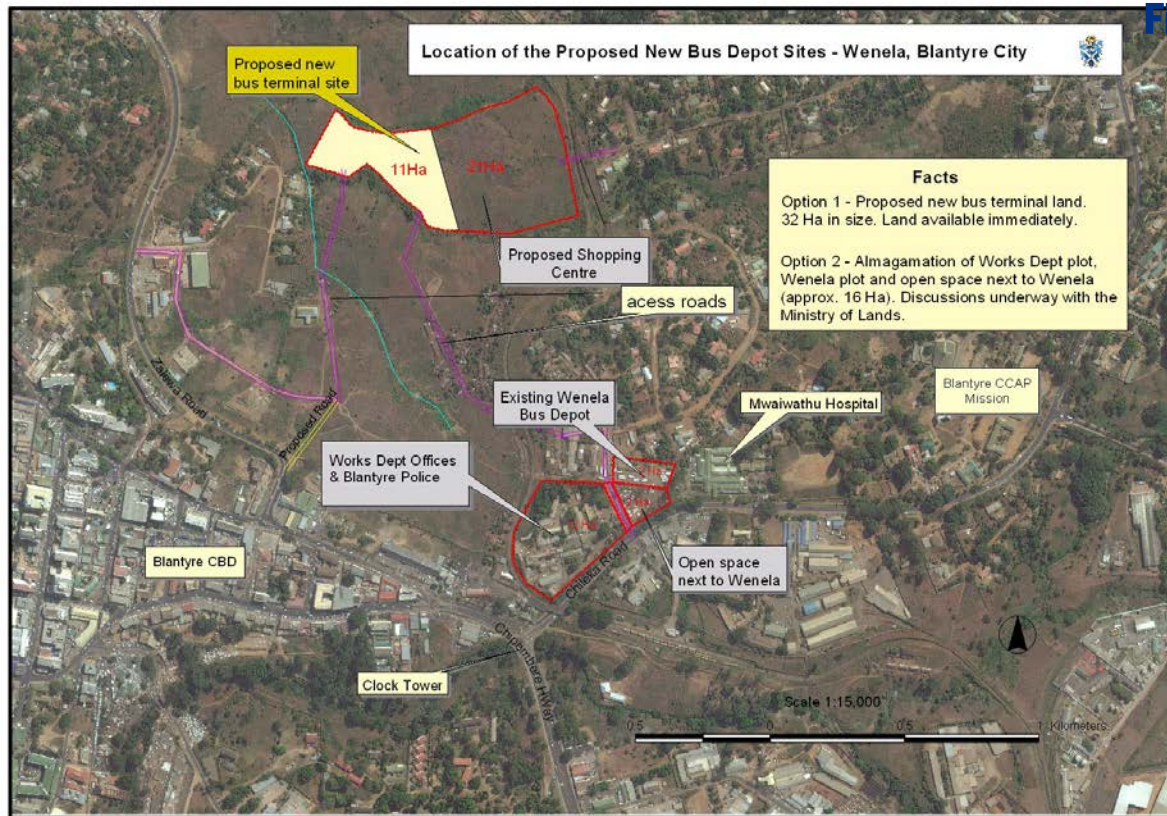 Location of the Proposed New Bus Depot Sites - Wenela, Blantyre City
Proposed new
bus terminal site
11Ha
21Ha
Proposed Shopping
Centre
acess roads
Facts
Option 1 - Proposed new bus terminal land.
32 Ha in size. Land available immediately.
Option 2 - Almagamation of Works Dept plot,
Wenela plot and open space next to Wenela
(approx. 16 Ha). Discussions underway with the
Ministry of Lands.
Existing Wenela
Bus Depot
Mwaiwathu Hospital
Blantyre CCAP
Mission
Proposed Road
Works Dept Offices
& Blantyre Police
Ha
Ha
Ha
Blantyre CBD
Open space
next to Wenela
Road
Clock Tower
Chipembere HWay
Scale 1:15,000
0.5 0 0.5 1 Kilometers